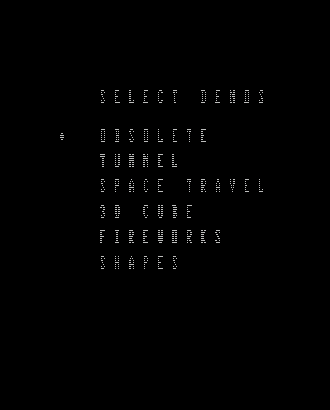 SELECT DEMOS
OBSOLETE
TUNNEL
SPACE TRAVEL
3D CUBE
FIREWORKS
SHAPES